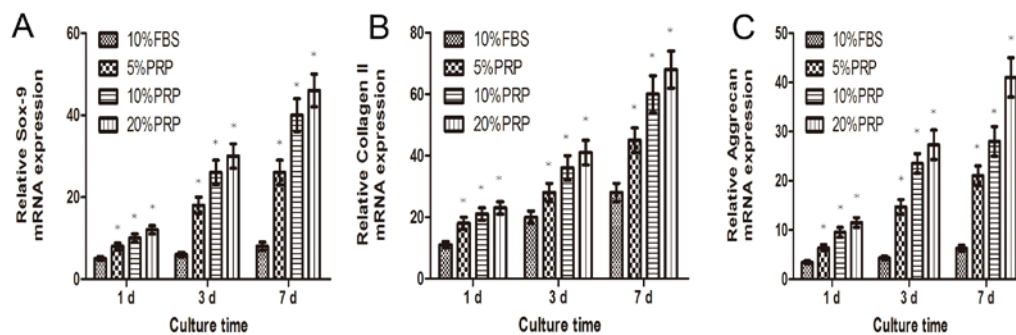 A
Relative Sox-9
mRNA expression
60
40
20
0
10%FBS
5%PRP
10%PRP
20%PRP
* * * * * * * * *
1 d 3 d 7 d
Culture time
B
Relative Collagen II
mRNA expression
80
60
40
20
0
10%FBS
5%PRP
10%PRP
20%PRP
* * * * * * * * *
1 d 3 d 7 d
Culture time
C
Relative Aggrecan
mRNA expression
50
40
30
20
10
0
10%FBS
5%PRP
10%PRP
20%PRP
* * * * * * * * *
1 d 3 d 7 d
Culture time